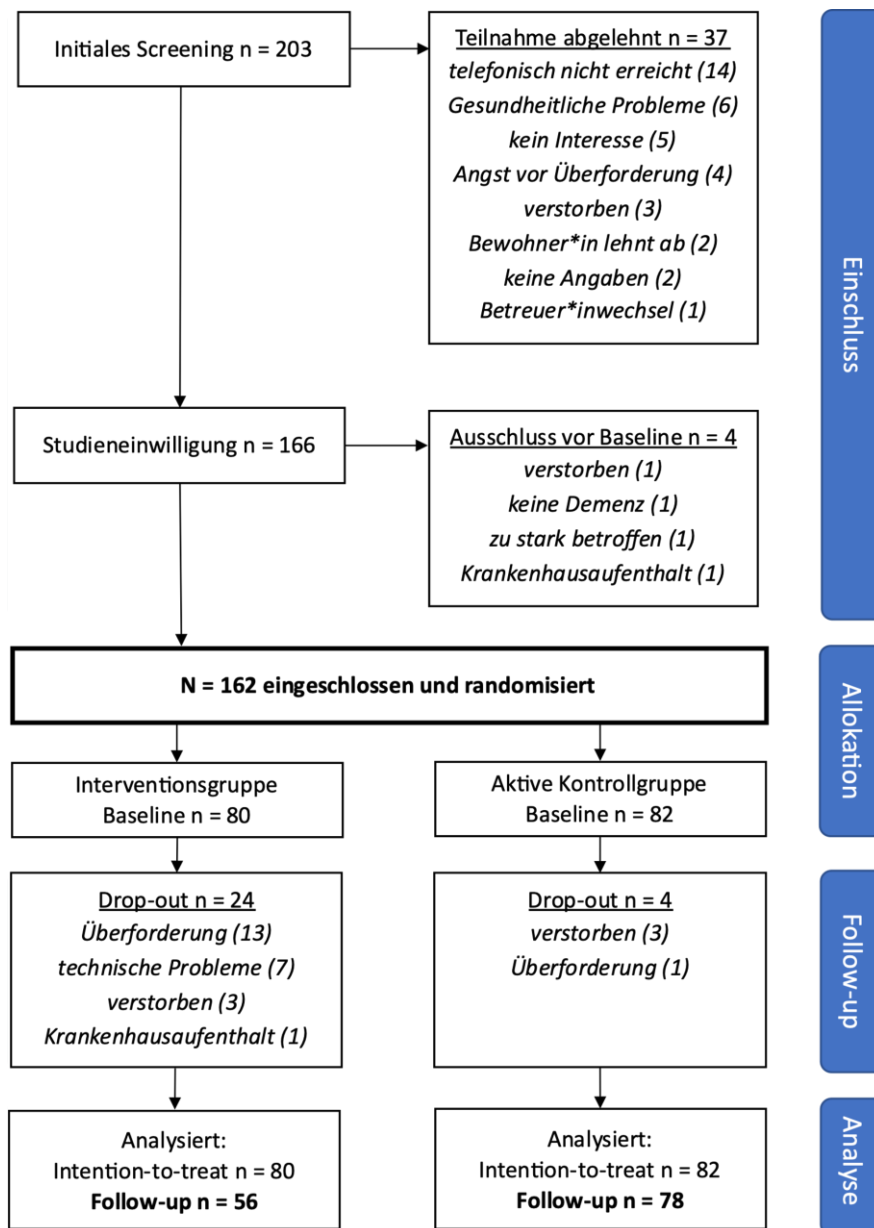 Initiales Screening n = 203
Teilnahme abgelehnt n = 37
telefonisch nicht erreicht (14)
Gesundheitliche Probleme (6)
kein Interesse (5)
Angst vor Überforderung (4)
verstorben (3)
Bewohner*in lehnt ab (2)
keine Angaben (2)
Betreuer*inwechsel (1)
Einschluss
Studieneinwilligung n = 166
Ausschluss vor Baseline n = 4
verstorben (1)
keine Demenz (1)
zu stark betroffen (1)
Krankenhausaufenthalt (1)
N = 162 eingeschlossen und randomisiert
Allokation
Interventionsgruppe
Baseline n = 80
Aktive Kontrollgruppe
Baseline n = 82
Drop-out n = 24
Überforderung (13)
technische Probleme (7)
verstorben (3)
Krankenhausaufenthalt (1)
Drop-out n = 4
verstorben (3)
Überforderung (1)
Follow-up
Analysiert:
Intention-to-treat n = 80
Follow-up n = 56
Analysiert:
Intention-to-treat n = 82
Follow-up n = 78
Analyse